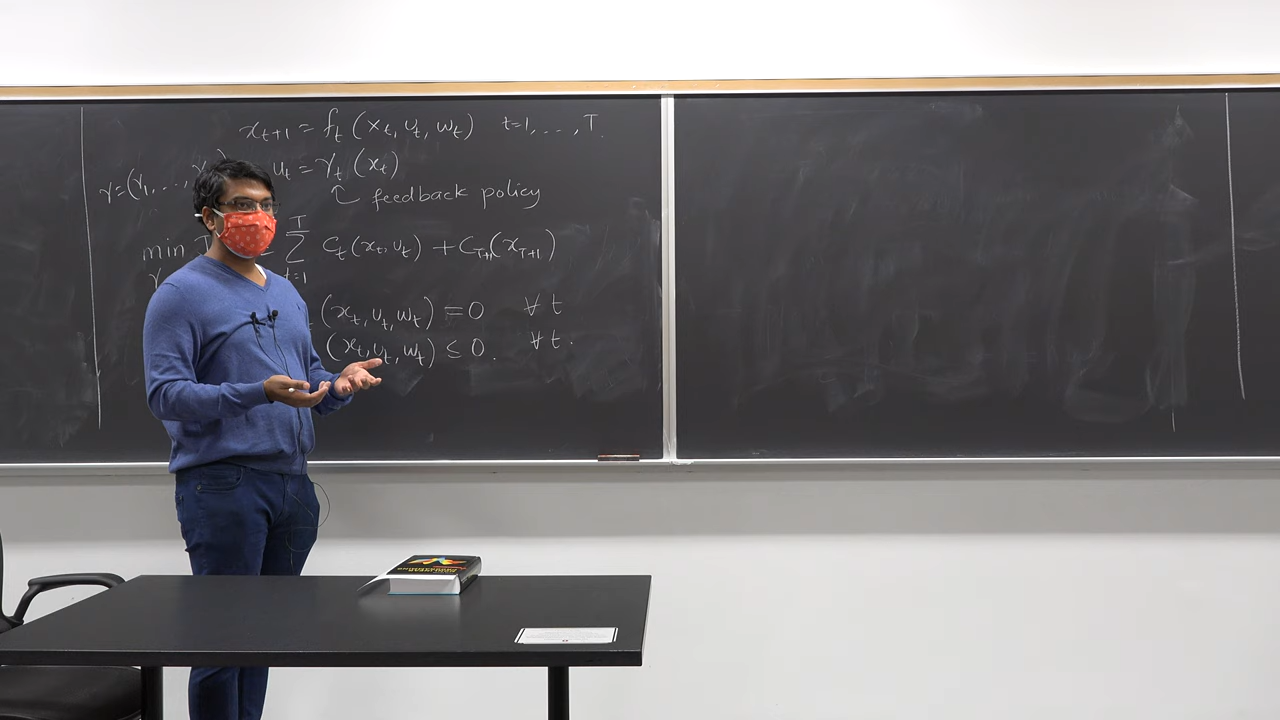 x_{t+1} = f_t (x_t, u_t, w_t) t=1, ..., T.
γ=(γ_1, ..., u_t = γ_t (x_t)
feedback policy
min = \sum_{t=1}^{T} c_t (x_t, u_t) + c_{T+1} (x_{T+1})
(x_t, u_t, w_t) = 0 ∀ t
(x_t, u_t, w_t) ≤ 0. ∀ t.